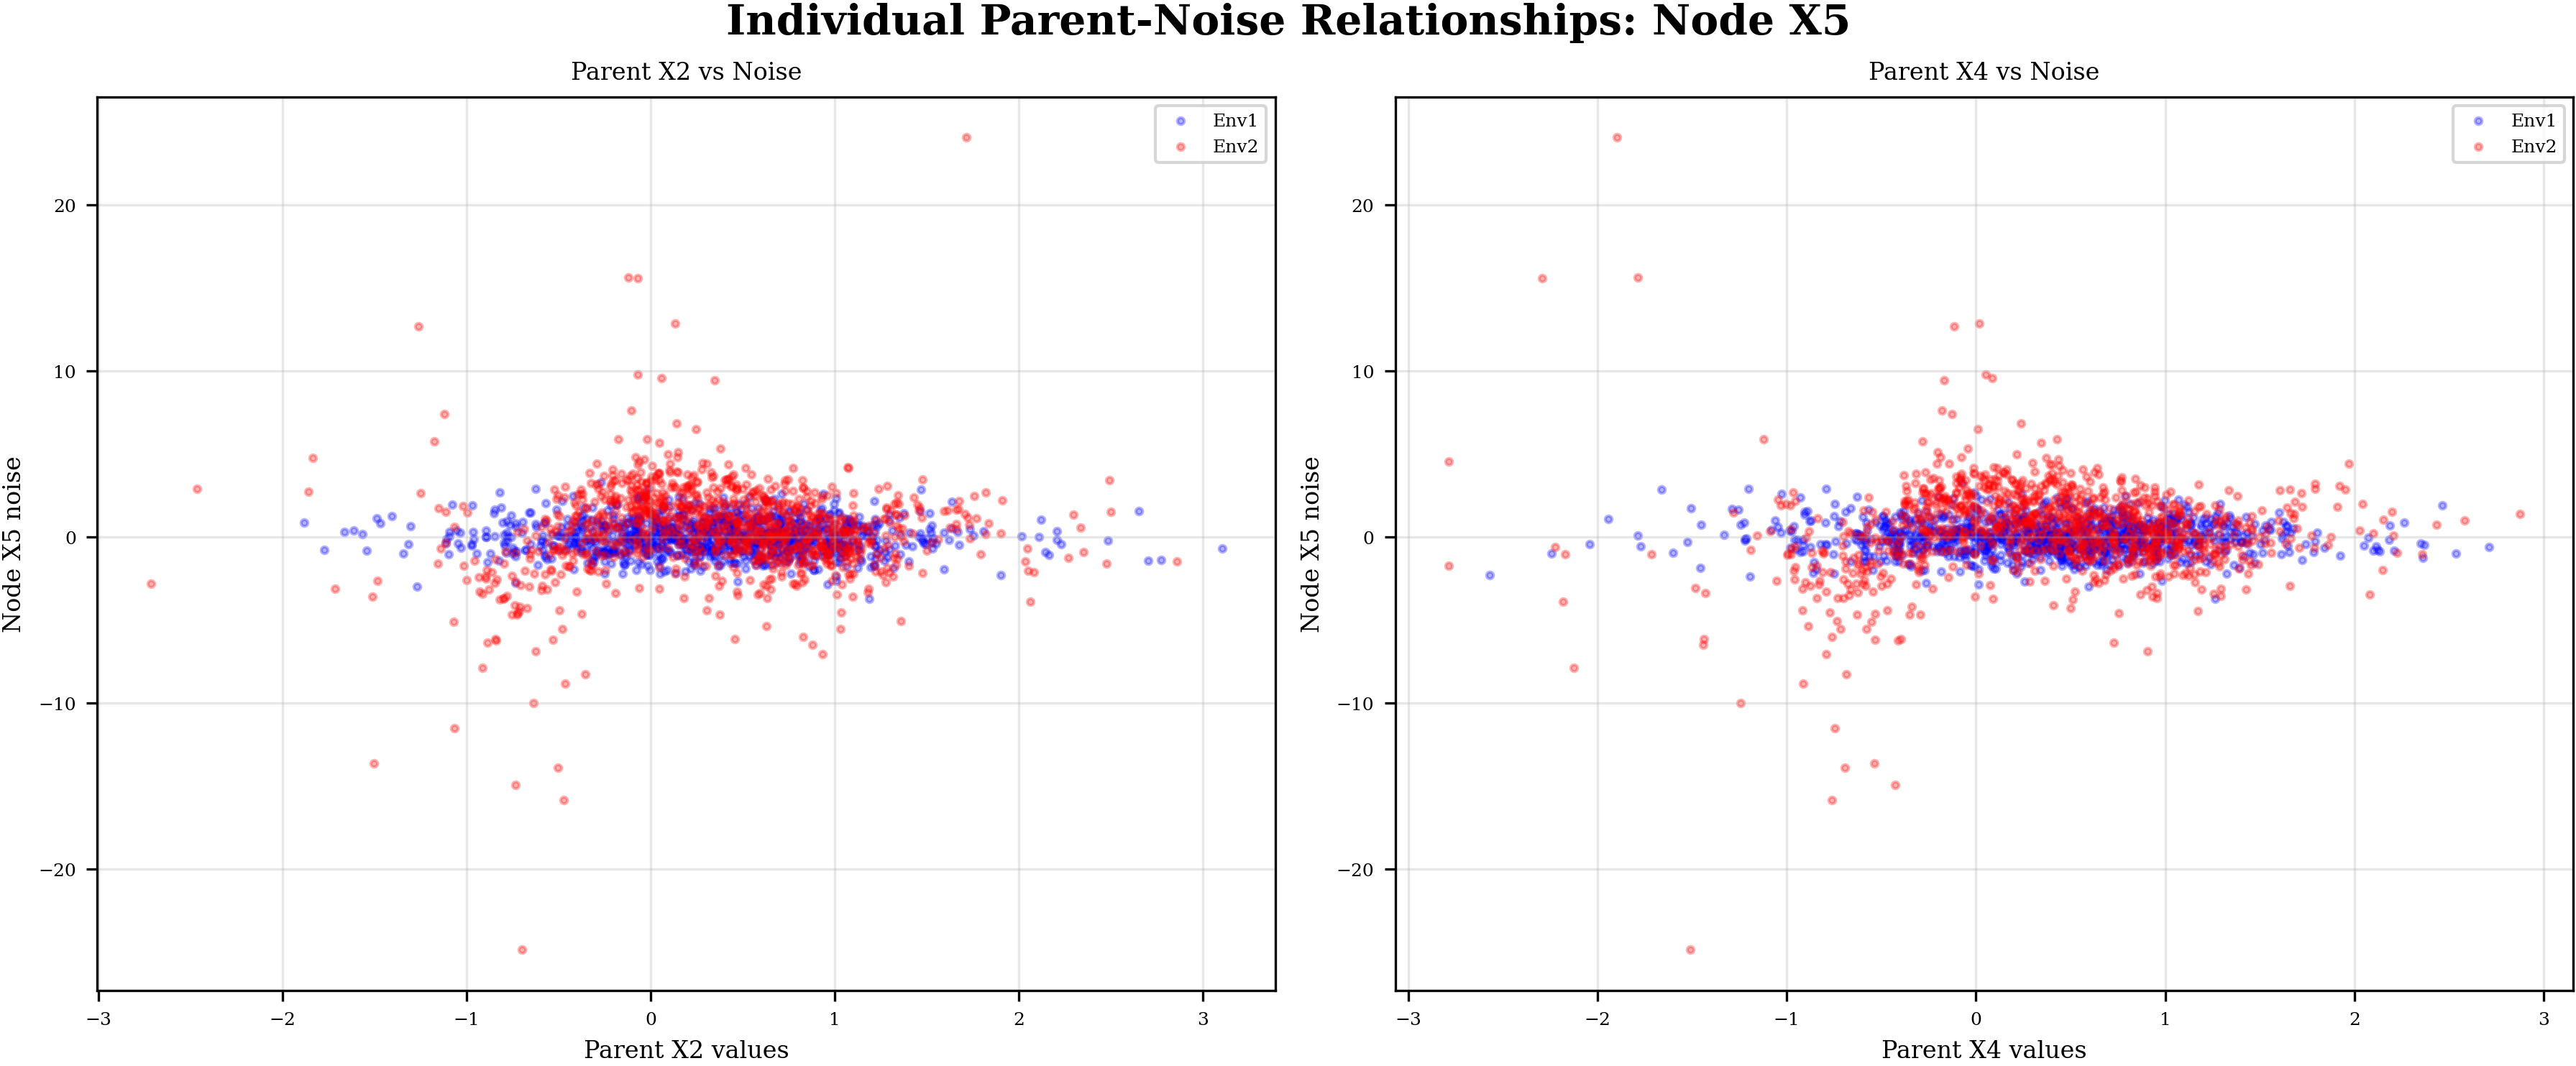 Individual Parent-Noise Relationships: Node X5
Parent X2 vs Noise
Node X5 noise
20
10
0
−10
−20
−3 −2 −1 0 1 2 3
Parent X2 values
Env1
Env2
Parent X4 vs Noise
Node X5 noise
20
10
0
−10
−20
−3 −2 −1 0 1 2 3
Parent X4 values
Env1
Env2